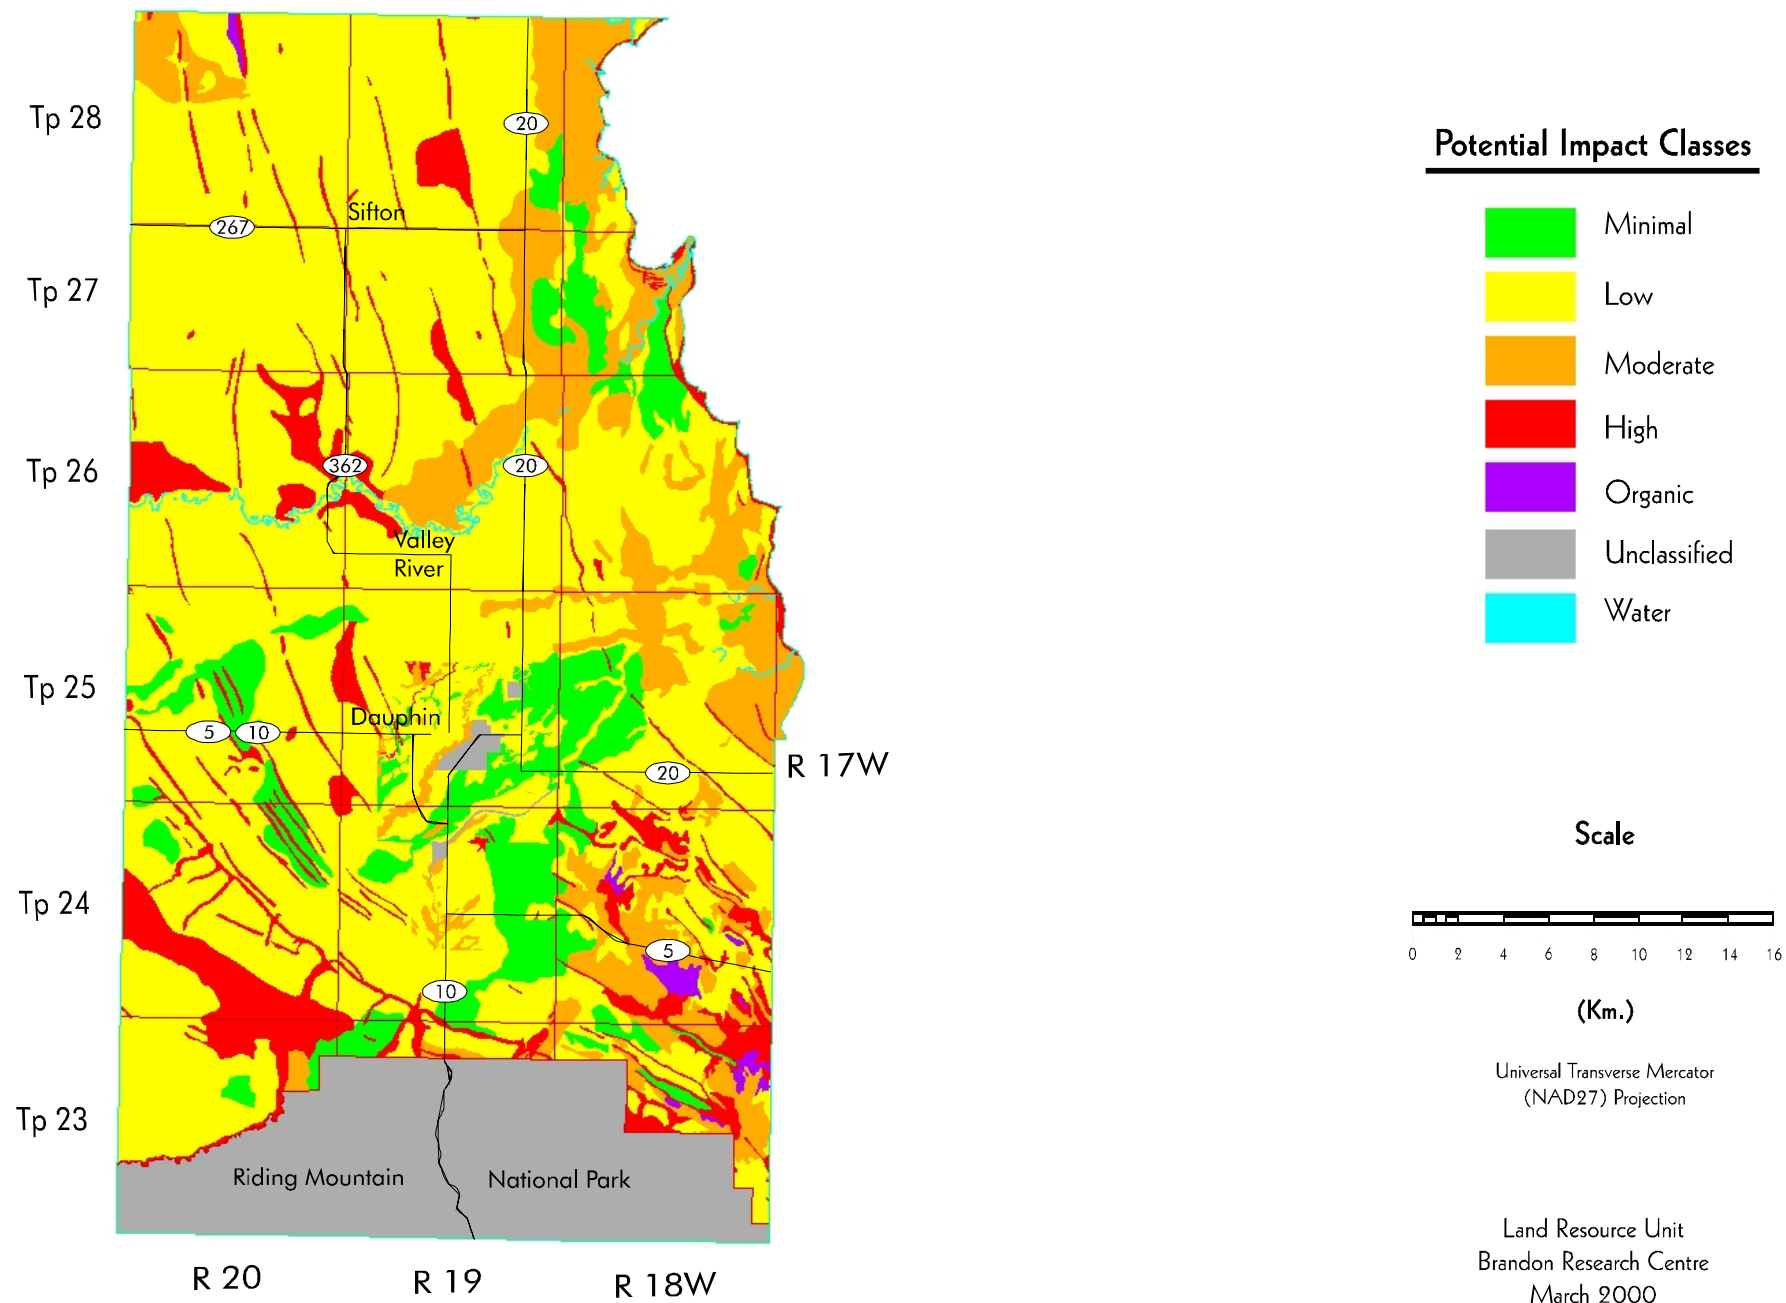 Tp 28
Tp 27
Tp 26
Tp 25
Tp 24
Tp 23
20
267
Sifton
362
20
Valley
River
5
10
Dauphin
20
R 17W
5
10
Riding Mountain
National Park
R 20
R 19
R 18W
Potential Impact Classes
Minimal
Low
Moderate
High
Organic
Unclassified
Water
Scale
0 2 4 6 8 10 12 14 16
(Km.)
Universal Transverse Mercator
(NAD27) Projection
Land Resource Unit
Brandon Research Centre
March 2000